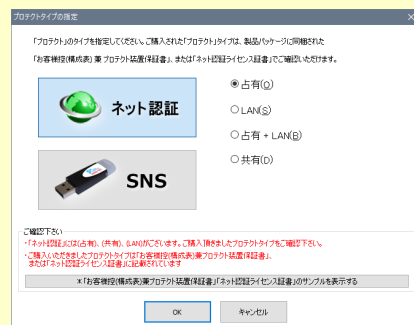 プロテクトタイプの指定
「プロテクト」のタイプを指定してください。ご購入された「プロテクト」タイプは、製品パッケージに同梱された
「お客様控(構成表) 兼 プロテクト装置保証書」、または「ネット認証ライセンス証書」でご確認いただけます。
ネット認証
SNS
占有(O)
LAN(S)
占有 + LAN(B)
共有(D)
ご確認下さい
・「ネット認証」には(占有)、(共有)、(LAN)がございます。ご購入頂きましたプロテクトタイプをご確認下さい。
・ご購入いただきましたプロテクトタイプは「お客様控(構成表)兼プロテクト装置保証書」、
または「ネット認証ライセンス証書」に記載されています
※「お客様控(構成表)兼プロテクト装置保証書」「ネット認証ライセンス証書」のサンプルを表示する
OK
キャンセル